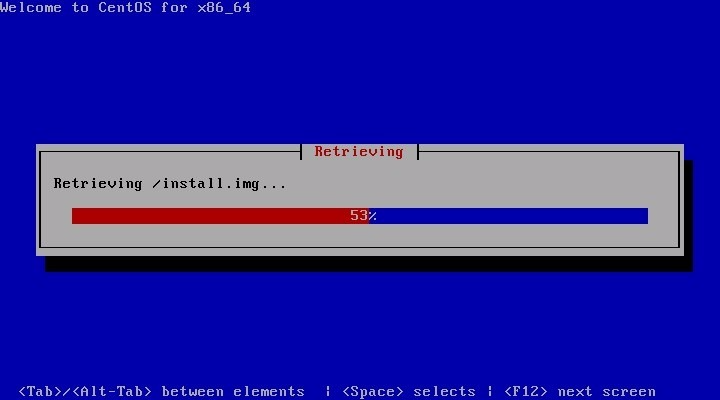 Welcome to CentOS for x86_64
Retrieving
Retrieving /install.img...
53%
<Tab>/<Alt-Tab> between elements | <Space> selects | <F12> next screen